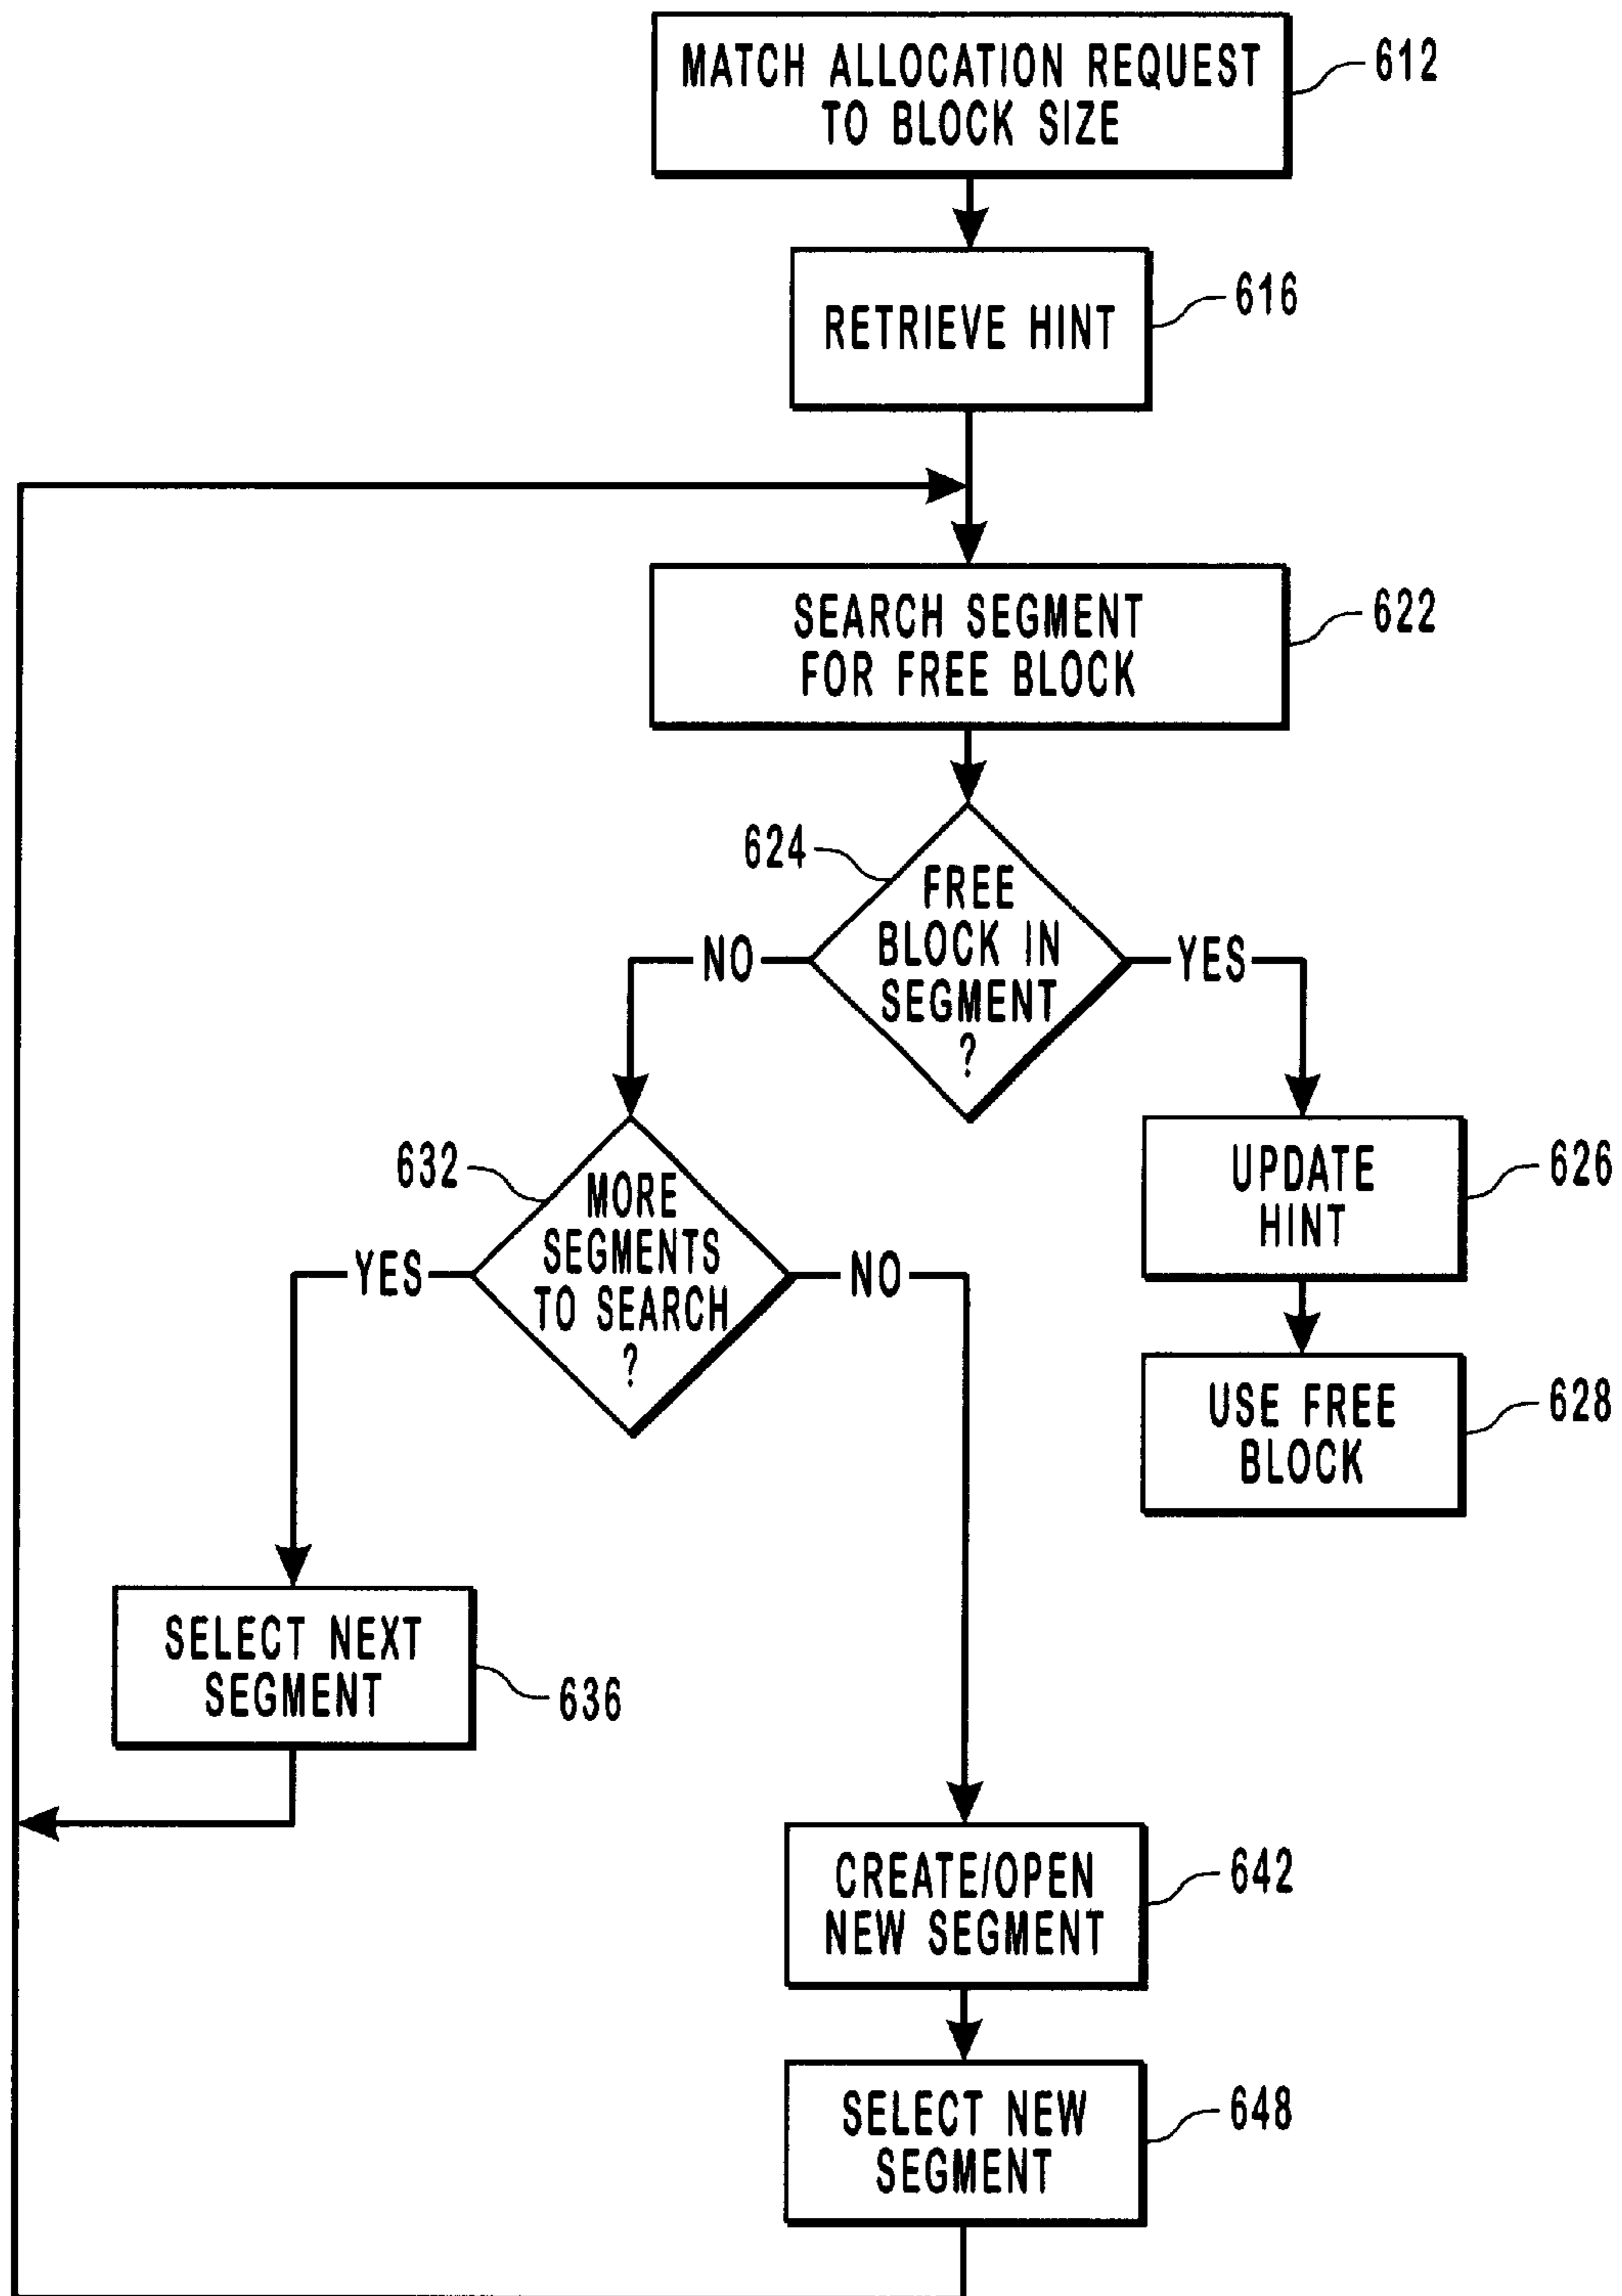 MATCH ALLOCATION REQUEST
TO BLOCK SIZE
612
RETRIEVE HINT
616
SEARCH SEGMENT
FOR FREE BLOCK
622
624
FREE
BLOCK IN
SEGMENT
?
NO
YES
632
MORE
SEGMENTS
TO SEARCH
?
YES
NO
UPDATE
HINT
626
USE FREE
BLOCK
628
SELECT NEXT
SEGMENT
636
CREATE/OPEN
NEW SEGMENT
642
SELECT NEW
SEGMENT
648